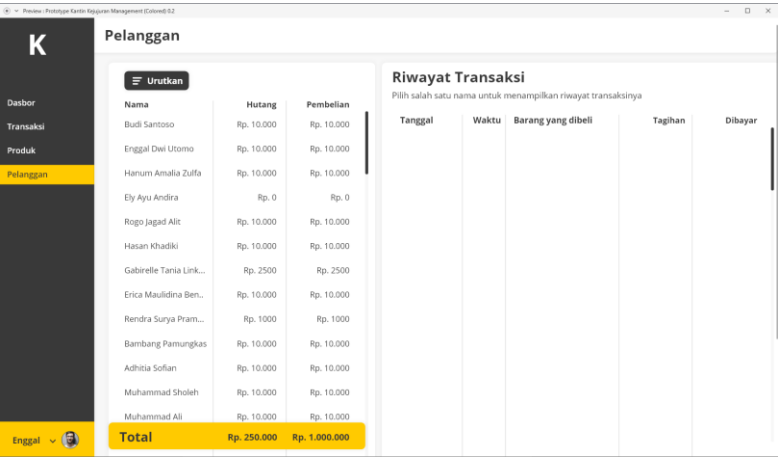 Preview : Prototype Kantin Kejujuran Management (Colored) 0.2
K
Dasbor
Transaksi
Produk
Pelanggan
Enggal
Pelanggan
Urutkan
Nama Hutang Pembelian
Budi Santoso Rp. 10.000 Rp. 10.000
Enggal Dwi Utomo Rp. 10.000 Rp. 10.000
Hanum Amalia Zulfa Rp. 10.000 Rp. 10.000
Ely Ayu Andira Rp. 0 Rp. 0
Rogo Jagad Alit Rp. 10.000 Rp. 10.000
Hasan Khadiki Rp. 10.000 Rp. 10.000
Gabirelle Tania Link... Rp. 2500 Rp. 2500
Erica Maulidina Ben.. Rp. 10.000 Rp. 10.000
Rendra Surya Pram... Rp. 1000 Rp. 1000
Bambang Pamungkas Rp. 10.000 Rp. 10.000
Adhitia Sofian Rp. 10.000 Rp. 10.000
Muhammad Sholeh Rp. 10.000 Rp. 10.000
Muhammad Ali Rp. 10.000 Rp. 10.000
Total Rp. 250.000 Rp. 1.000.000
Riwayat Transaksi
Pilih salah satu nama untuk menampilkan riwayat transaksinya
Tanggal Waktu Barang yang dibeli Tagihan Dibayar